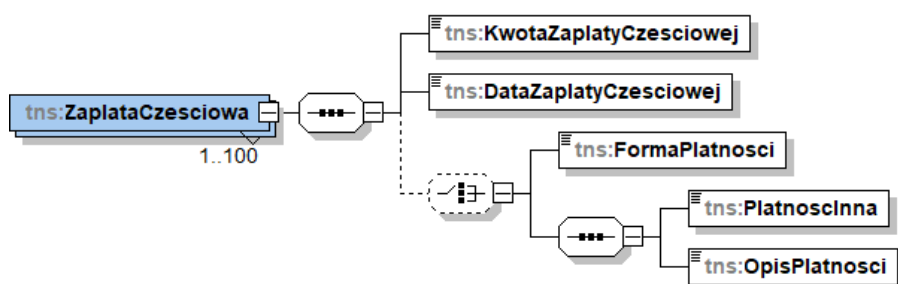 tns:KwotaZaplatyCzesciowej
tns:DataZaplatyCzesciowej
tns:ZaplataCzesciowa
1..100
tns:FormaPlatnosci
tns:PlatnoscInna
tns:OpisPlatnosci